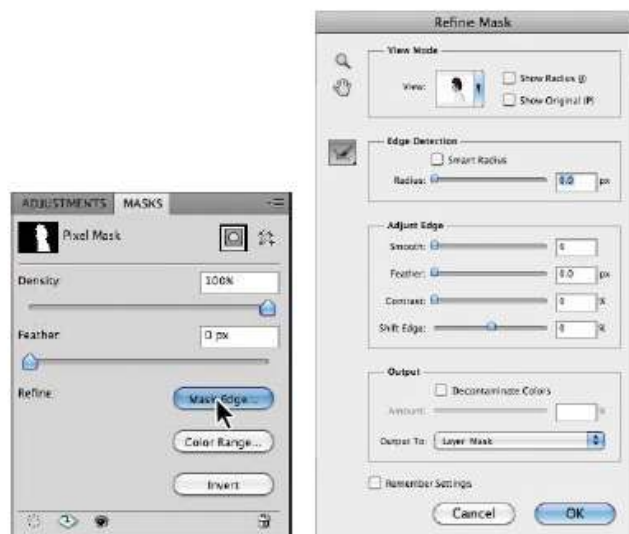 ADJUSTMENTS MASKS
Pixel Mask
Density: 100%
Feather: 0 px
Refine:
Mask Edge...
Color Range...
Invert
Refine Mask
View Mode
View:
Show Radius (J)
Show Original (P)
Edge Detection
Smart Radius
Radius: 0.0 px
Adjust Edge
Smooth: 0
Feather: 0.0 px
Contrast: 0 %
Shift Edge: 0 %
Output
Decontaminate Colors
Amount: %
Output To: Layer Mask
Remember Settings
Cancel OK